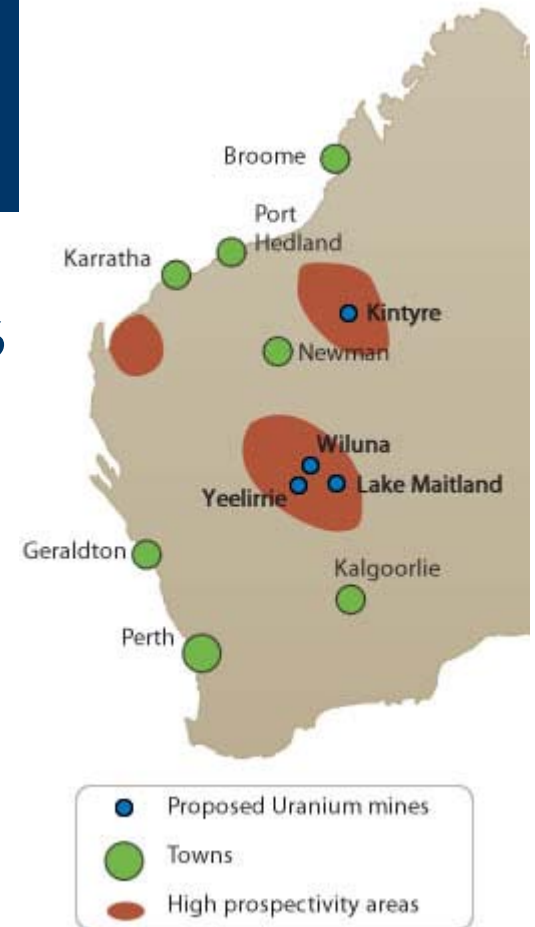 Broome
Port
Hedland
Karratha
Kintyre
Newman
Wiluna
Yeelirrie
Lake Maitland
Geraldton
Kalgoorlie
Perth
Proposed Uranium mines
Towns
High prospectivity areas